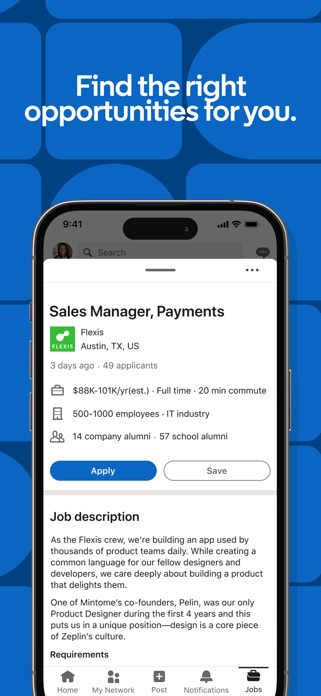 Find the right
opportunities for you.
9:41
Search
Sales Manager, Payments
FLEXIS
Flexis
Austin, TX, US
3 days ago · 49 applicants
$88K-101K/yr(est.) · Full time · 20 min commute
500-1000 employees · IT industry
14 company alumni · 57 school alumni
Apply
Save
Job description
As the Flexis crew, we're building an app used by
thousands of product teams daily. While creating a
common language for our fellow designers and
developers, we care deeply about building a product
that delights them.
One of Mintome's co-founders, Pelin, was our only
Product Designer during the first 4 years and this
puts us in a unique position—design is a core piece
of Zeplin's culture.
Requirements
Home
My Network
Post
Notifications
Jobs